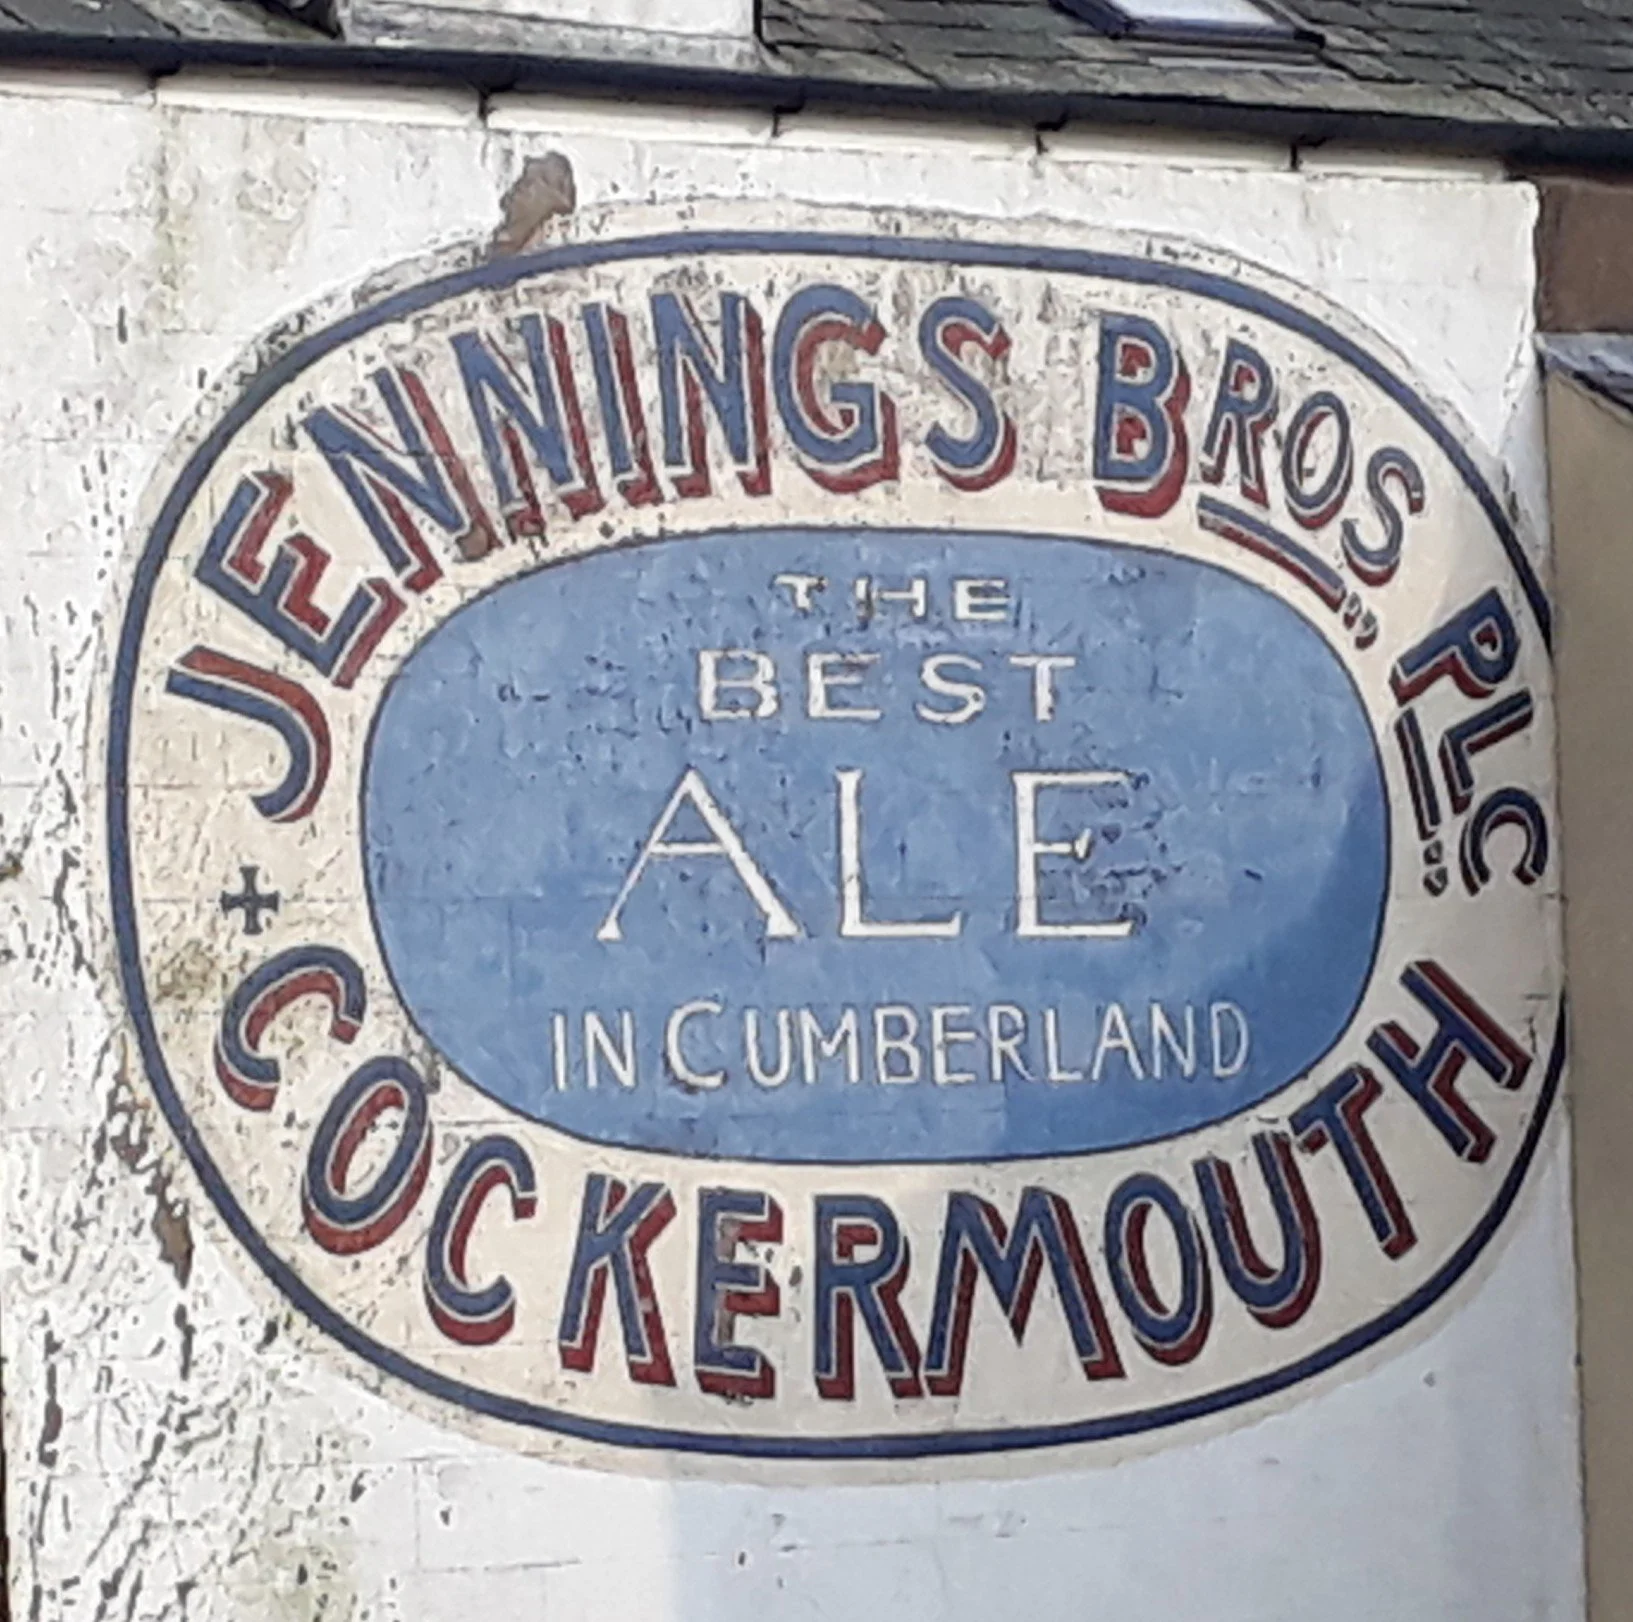 JENNINGS BROS PLC
THE
BEST
ALE
IN CUMBERLAND
COCKERMOUTH